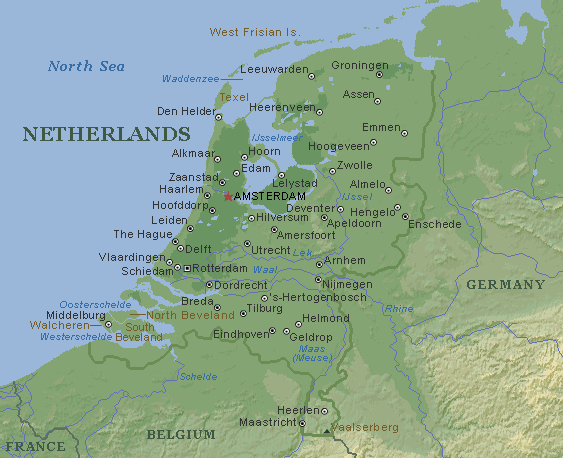 West Frisian Is.
North Sea
Leeuwarden
Groningen
Waddenzee
Texel
Assen
Den Helder
Heerenveen
NETHERLANDS
Emmen
IJsselmeer
Hoogeveen
Alkmaar
Hoorn
Edam
Zwolle
Zaanstad
Lelystad
Almelo
Haarlem
AMSTERDAM
IJssel
Hoofddorp
Deventer
Hengelo
Leiden
Hilversum
Apeldoorn
Enschede
The Hague
Amersfoort
Delft
Utrecht
Vlaardingen
Lek
Arnhem
Schiedam
Rotterdam
Waal
Dordrecht
Nijmegen
GERMANY
Oosterschelde
Breda
's-Hertogenbosch
Rhine
Middelburg
North Beveland
Tilburg
Walcheren
South
Beveland
Helmond
Westerschelde
Eindhoven
Geldrop
Maas
(Meuse)
Schelde
Heerlen
Maastricht
Vaalserberg
BELGIUM
FRANCE